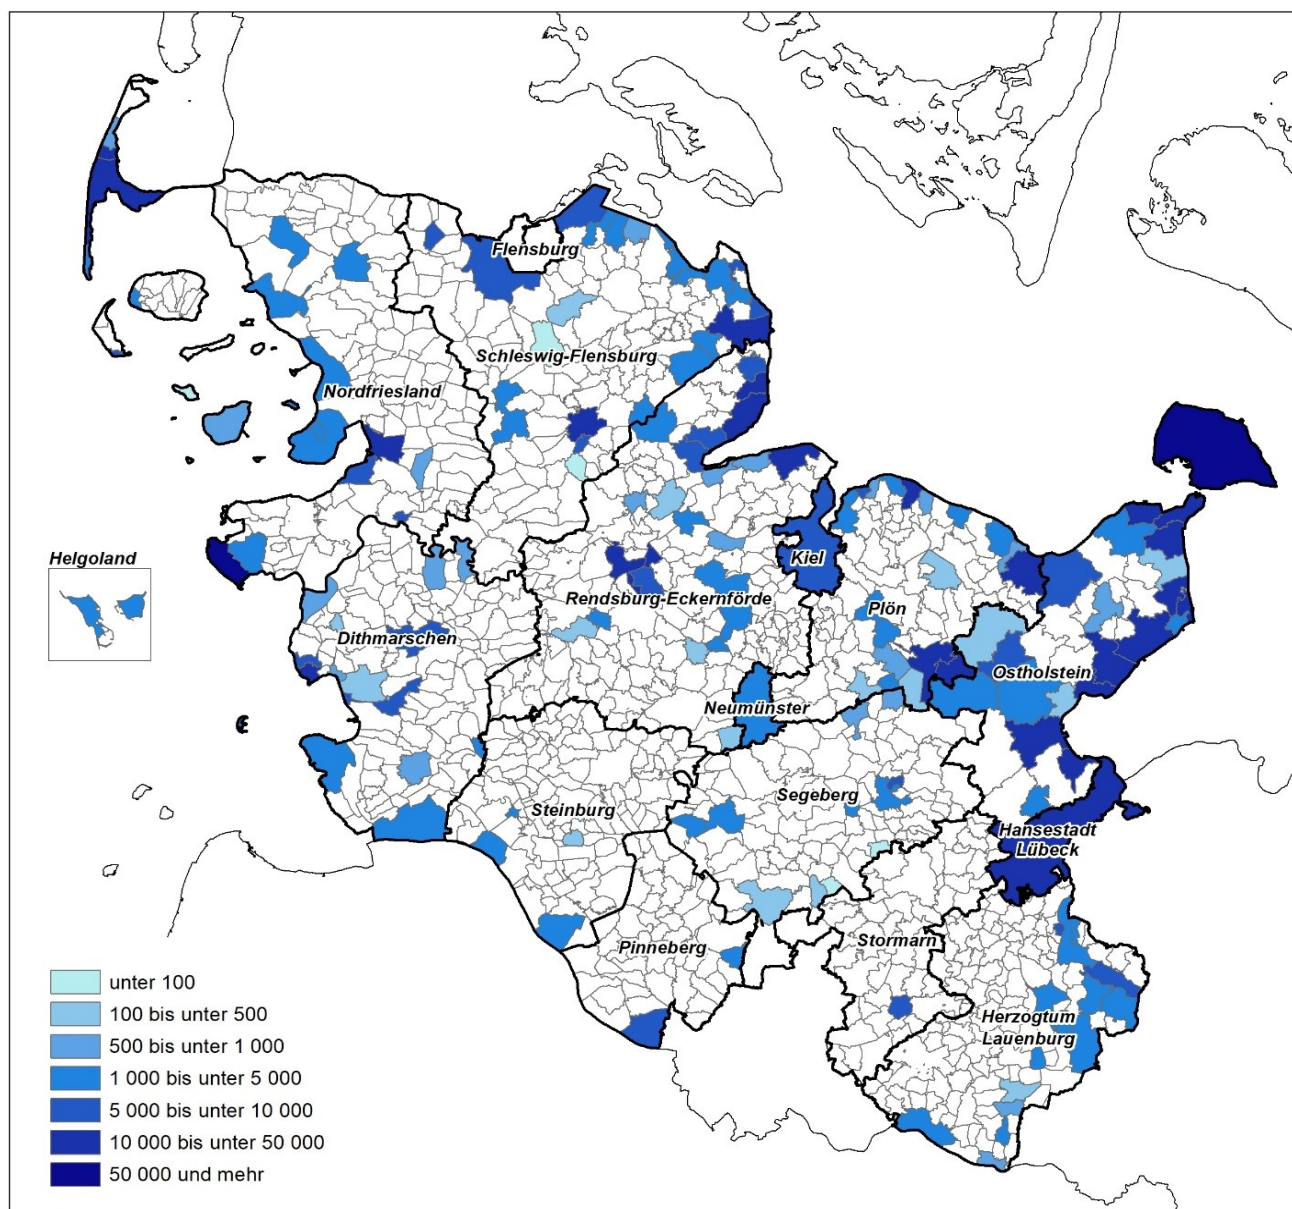 Flensburg
Schleswig-Flensburg
Nordfriesland
Helgoland
Kiel
Rendsburg-Eckernförde
Plön
Dithmarschen
Ostholstein
Neumünster
Segeberg
Steinburg
Hansestadt
Lübeck
Pinneberg
Stormarn
Herzogtum
Lauenburg
unter 100
100 bis unter 500
500 bis unter 1 000
1 000 bis unter 5 000
5 000 bis unter 10 000
10 000 bis unter 50 000
50 000 und mehr